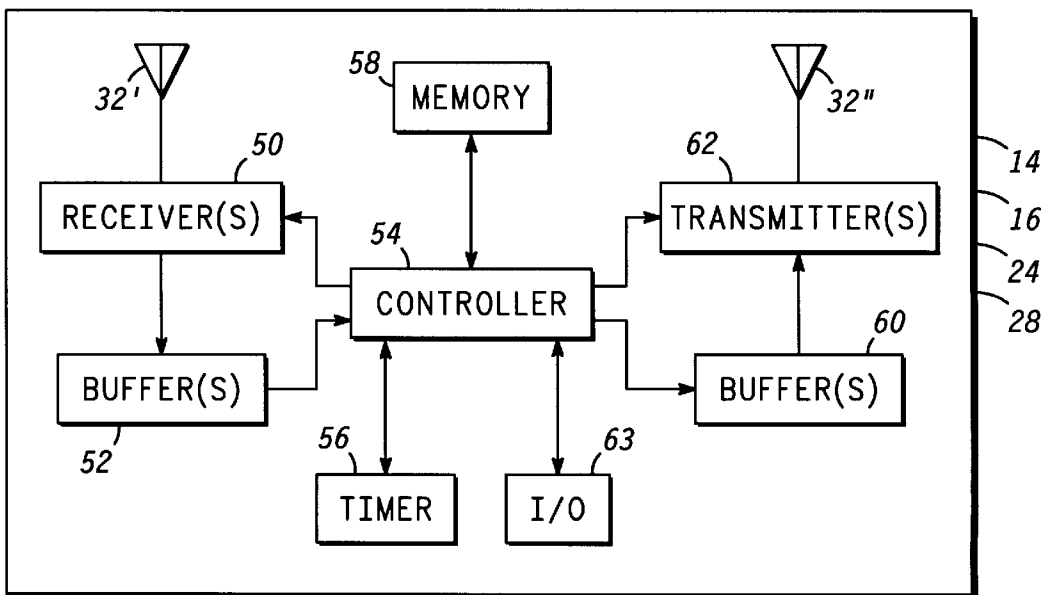 32'
58
MEMORY
32"
50
RECEIVER(S)
62
TRANSMITTER(S)
14
16
24
28
54
CONTROLLER
BUFFER(S)
52
60
BUFFER(S)
56
TIMER
63
I/O